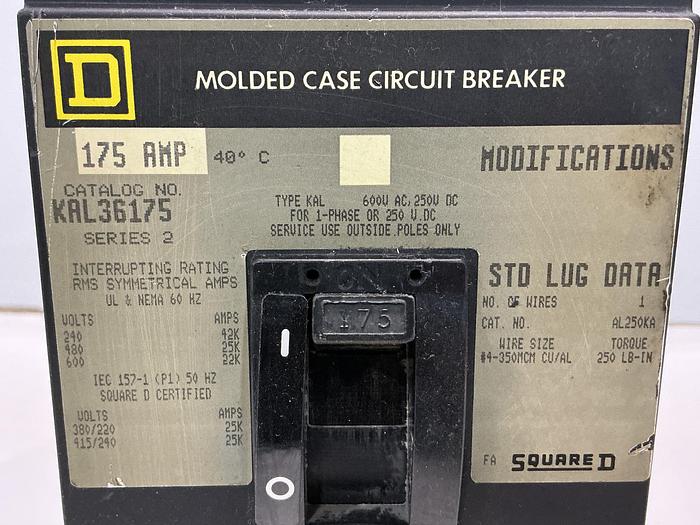 D
MOLDED CASE CIRCUIT BREAKER
175 AMP 40° C
CATALOG NO.
KAL36175
SERIES 2
INTERRUPTING RATING
RMS SYMMETRICAL AMPS
UL & NEMA 60 HZ
VOLTS AMPS
240 42K
480 25K
600 22K
IEC 157-1 (P1) 50 HZ
SQUARE D CERTIFIED
VOLTS AMPS
380/220 25K
415/240 25K
TYPE KAL 600V AC,250V DC
FOR 1-PHASE OR 250 V.DC
SERVICE USE OUTSIDE POLES ONLY
ON
175
I
O
MODIFICATIONS
STD LUG DATA
NO. OF WIRES 1
CAT. NO. AL250KA
WIRE SIZE TORQUE
#4-350MCM CU/AL 250 LB-IN
FA SQUARE D